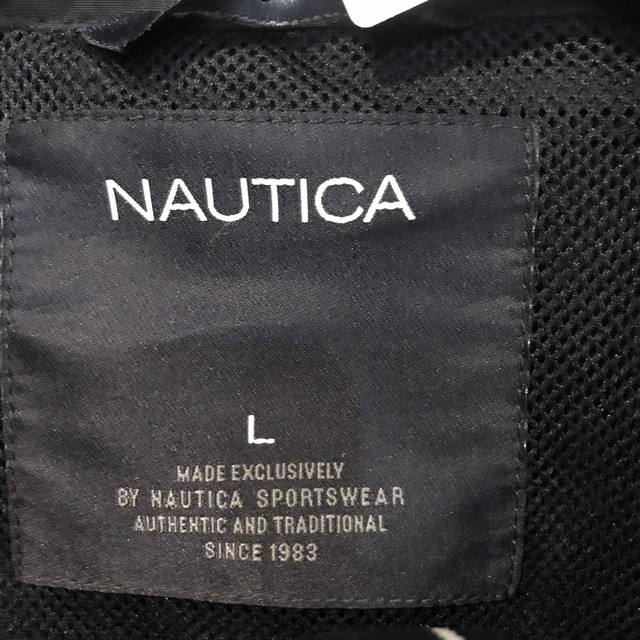 NAUTICA
L
MADE EXCLUSIVELY
BY NAUTICA SPORTSWEAR
AUTHENTIC AND TRADITIONAL
SINCE 1983